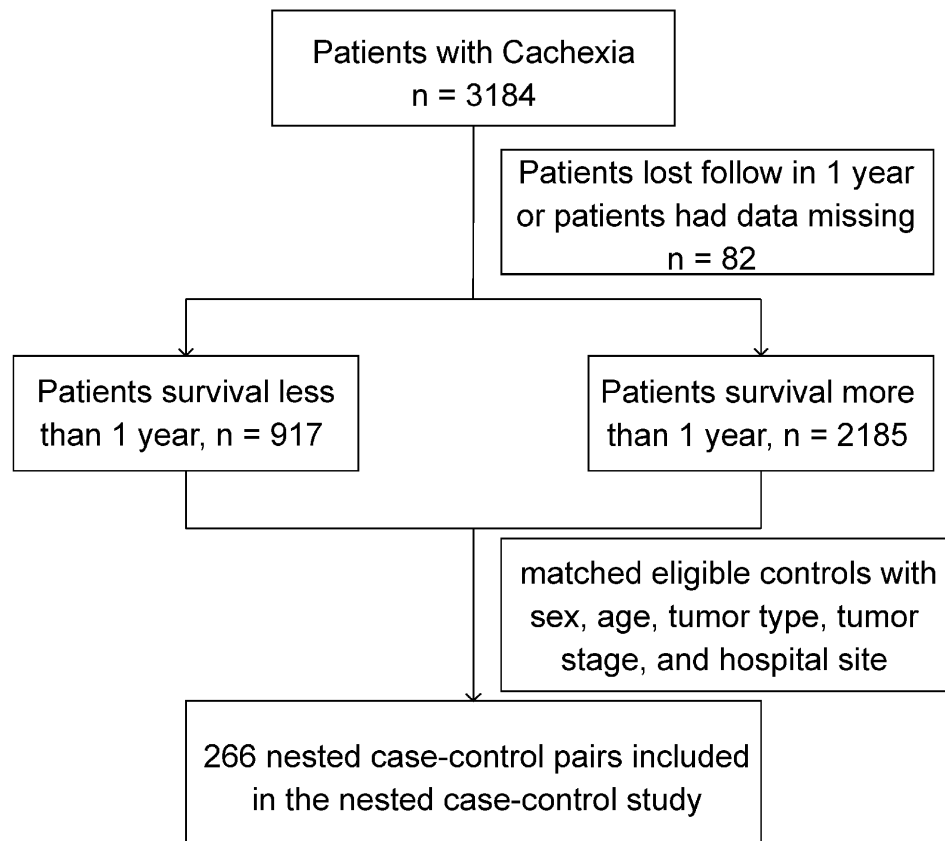 Patients with Cachexia
n = 3184
Patients lost follow in 1 year
or patients had data missing
n = 82
Patients survival less
than 1 year, n = 917
Patients survival more
than 1 year, n = 2185
matched eligible controls with
sex, age, tumor type, tumor
stage, and hospital site
266 nested case-control pairs included
in the nested case-control study